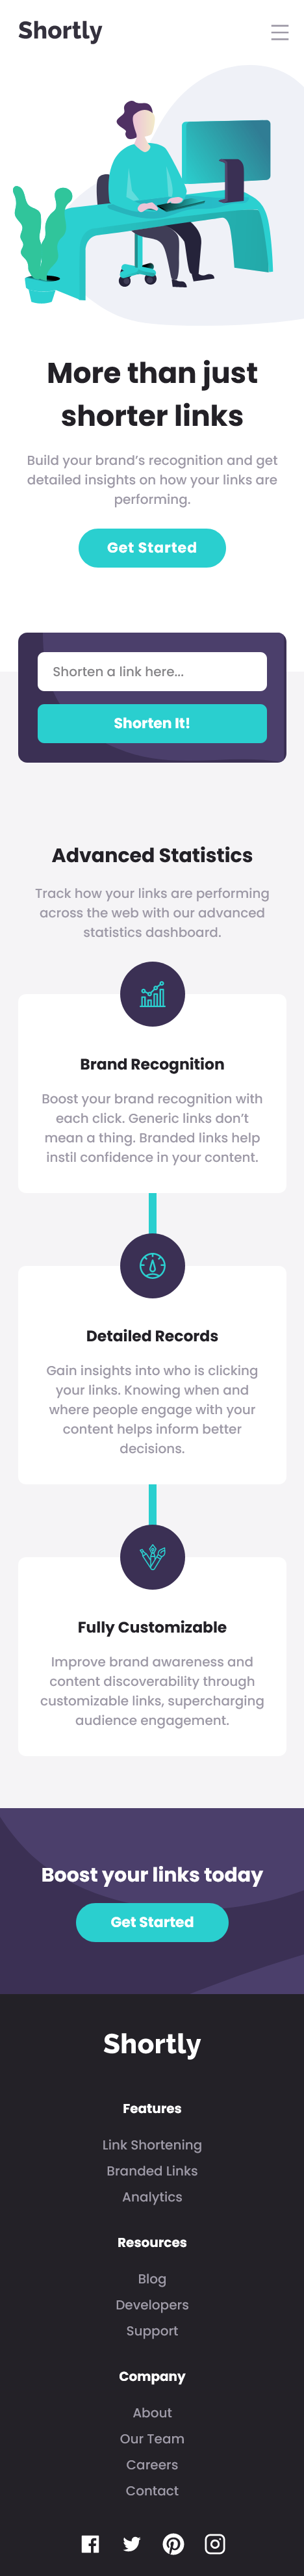 Shortly
More than just
shorter links
Build your brand’s recognition and get
detailed insights on how your links are
performing.
Get Started
Shorten a link here...
Shorten It!
Advanced Statistics
Track how your links are performing
across the web with our advanced
statistics dashboard.
Brand Recognition
Boost your brand recognition with
each click. Generic links don’t
mean a thing. Branded links help
instil confidence in your content.
Detailed Records
Gain insights into who is clicking
your links. Knowing when and
where people engage with your
content helps inform better
decisions.
Fully Customizable
Improve brand awareness and
content discoverability through
customizable links, supercharging
audience engagement.
Boost your links today
Get Started
Shortly
Features
Link Shortening
Branded Links
Analytics
Resources
Blog
Developers
Support
Company
About
Our Team
Careers
Contact